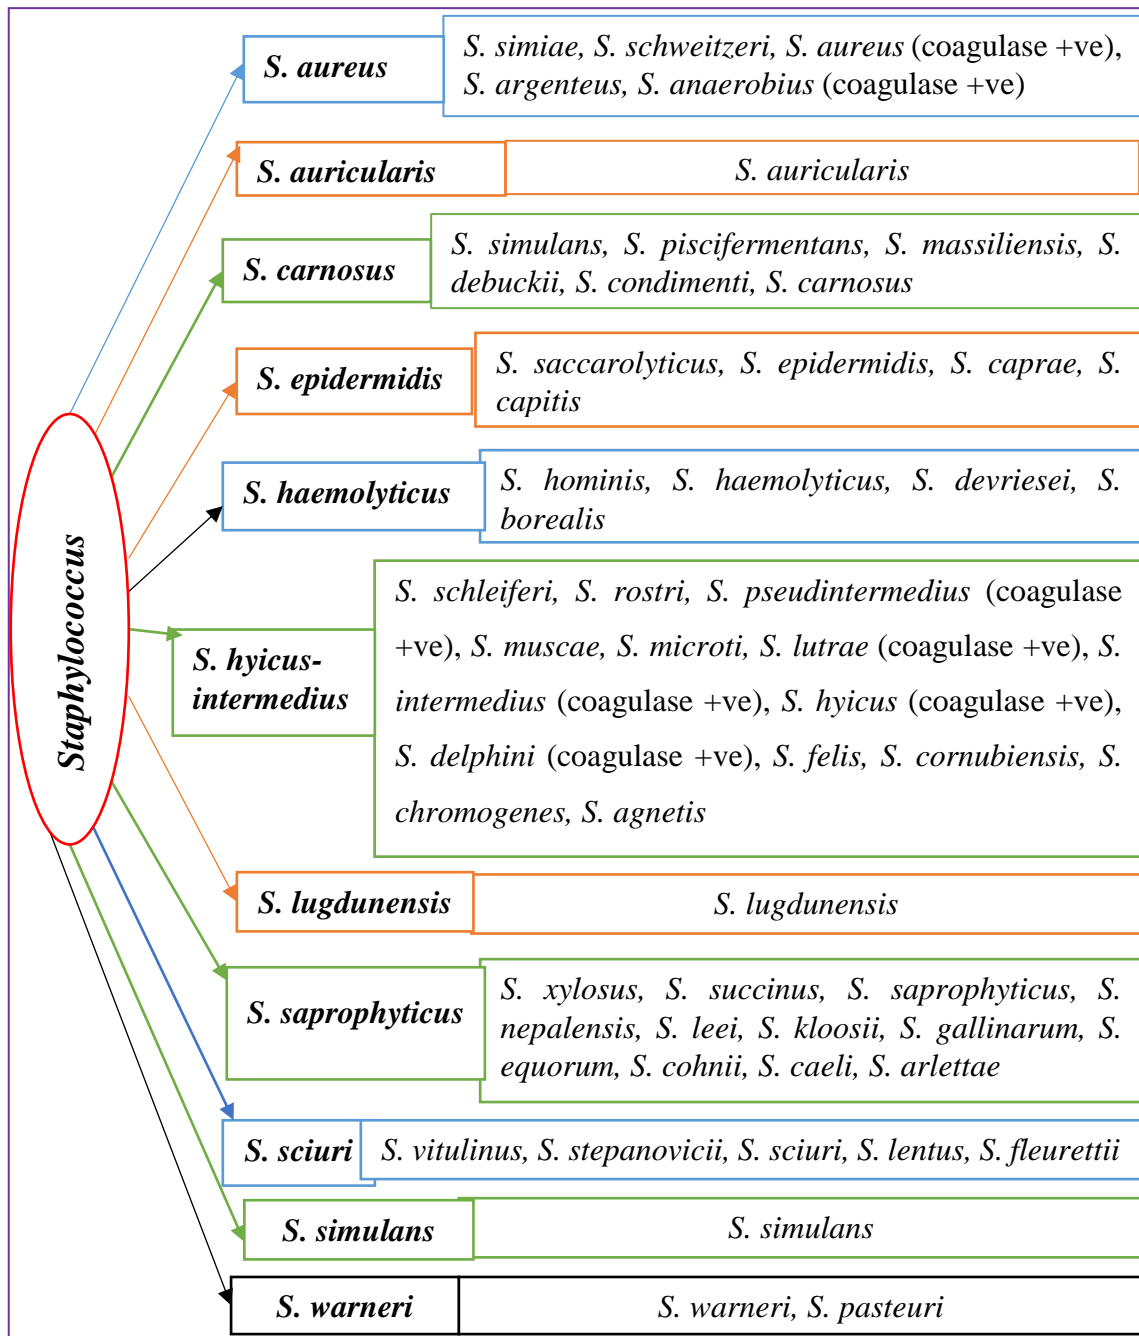 S. aureus
S. simiae, S. schweitzeri, S. aureus (coagulase +ve),
S. argenteus, S. anaerobius (coagulase +ve)
S. auricularis
S. auricularis
S. carnosus
S. simulans, S. piscifermentans, S. massiliensis, S.
debuckii, S. condimenti, S. carnosus
S. epidermidis
S. saccarolyticus, S. epidermidis, S. caprae, S.
capitis
S. haemolyticus
S. hominis, S. haemolyticus, S. devriesei, S.
borealis
Staphylococcus
S. hyicus-
intermedius
S. schleiferi, S. rostri, S. pseudintermedius (coagulase
+ve), S. muscae, S. microti, S. lutrae (coagulase +ve), S.
intermedius (coagulase +ve), S. hyicus (coagulase +ve),
S. delphini (coagulase +ve), S. felis, S. cornubiensis, S.
chromogenes, S. agnetis
S. lugdunensis
S. lugdunensis
S. saprophyticus
S. xylosus, S. succinus, S. saprophyticus, S.
nepalensis, S. leei, S. kloosii, S. gallinarum, S.
equorum, S. cohnii, S. caeli, S. arlettae
S. sciuri
S. vitulinus, S. stepanovicii, S. sciuri, S. lentus, S. fleurettii
S. simulans
S. simulans
S. warneri
S. warneri, S. pasteuri